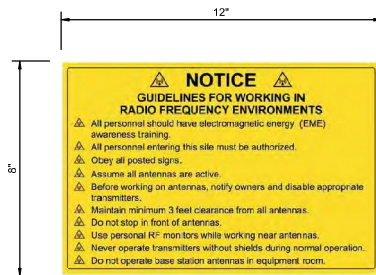 12"
8"
NOTICE
GUIDELINES FOR WORKING IN
RADIO FREQUENCY ENVIRONMENTS
All personnel should have electromagnetic energy (EME)
awareness training.
All personnel entering this site must be authorized.
Obey all posted signs.
Assume all antennas are active.
Before working on antennas, notify owners and disable appropriate
transmitters.
Maintain minimum 3 feet clearance from all antennas.
Do not stop in front of antennas.
Use personal RF monitors while working near antennas.
Never operate transmitters without shields during normal operation.
Do not operate base station antennas in equipment room.